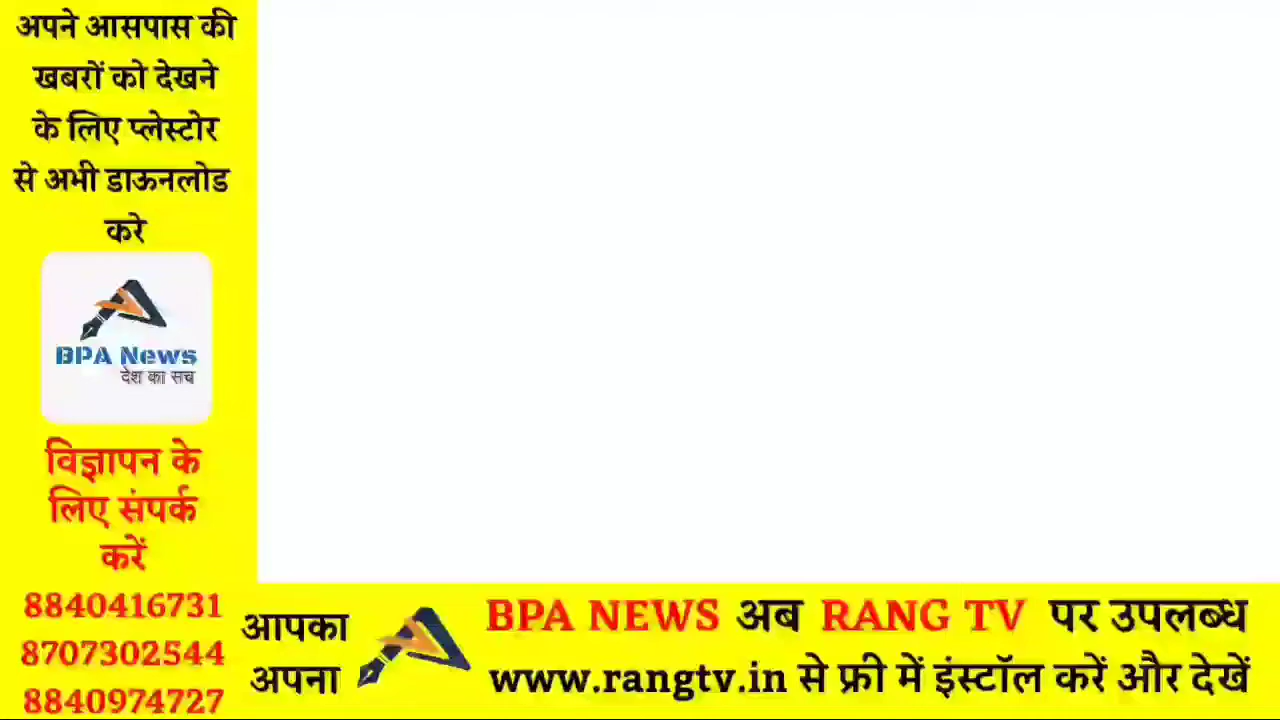 अपने आसपास की
खबरों को देखने
के लिए प्लेस्टोर
से अभी डाऊनलोड
करे
BPA News
देश का सच
विज्ञापन के
लिए संपर्क
करें
8840416731
8707302544
8840974727
आपका
अपना
BPA NEWS अब RANG TV पर उपलब्ध
www.rangtv.in से फ्री में इंस्टॉल करें और देखें